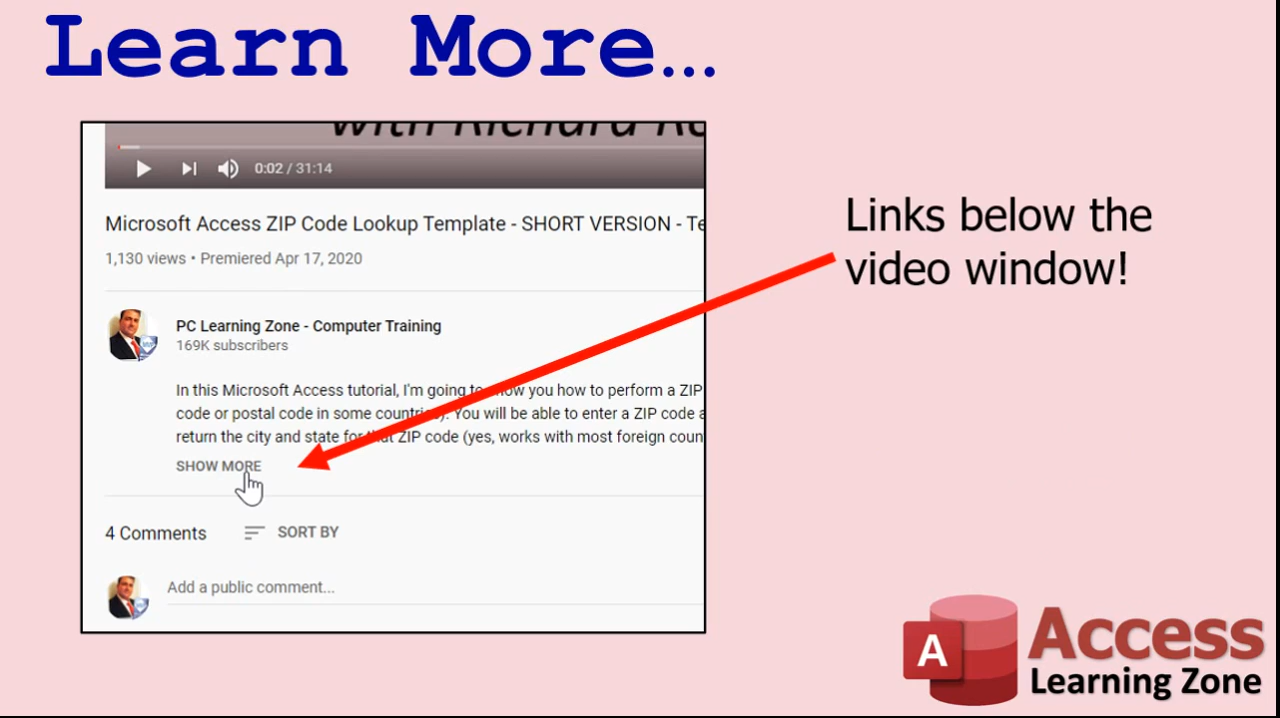 Learn More...
with Richard
0:02 / 31:14
Microsoft Access ZIP Code Lookup Template - SHORT VERSION -
1,130 views • Premiered Apr 17, 2020
PC Learning Zone - Computer Training
169K subscribers
In this Microsoft Access tutorial, I'm going to show you how to perform a ZIP
code or postal code in some countries). You will be able to enter a ZIP code
return the city and state for that ZIP code (yes, works with most foreign
SHOW MORE
4 Comments
SORT BY
Add a public comment...
Links below the
video window!
A
Access
Learning Zone